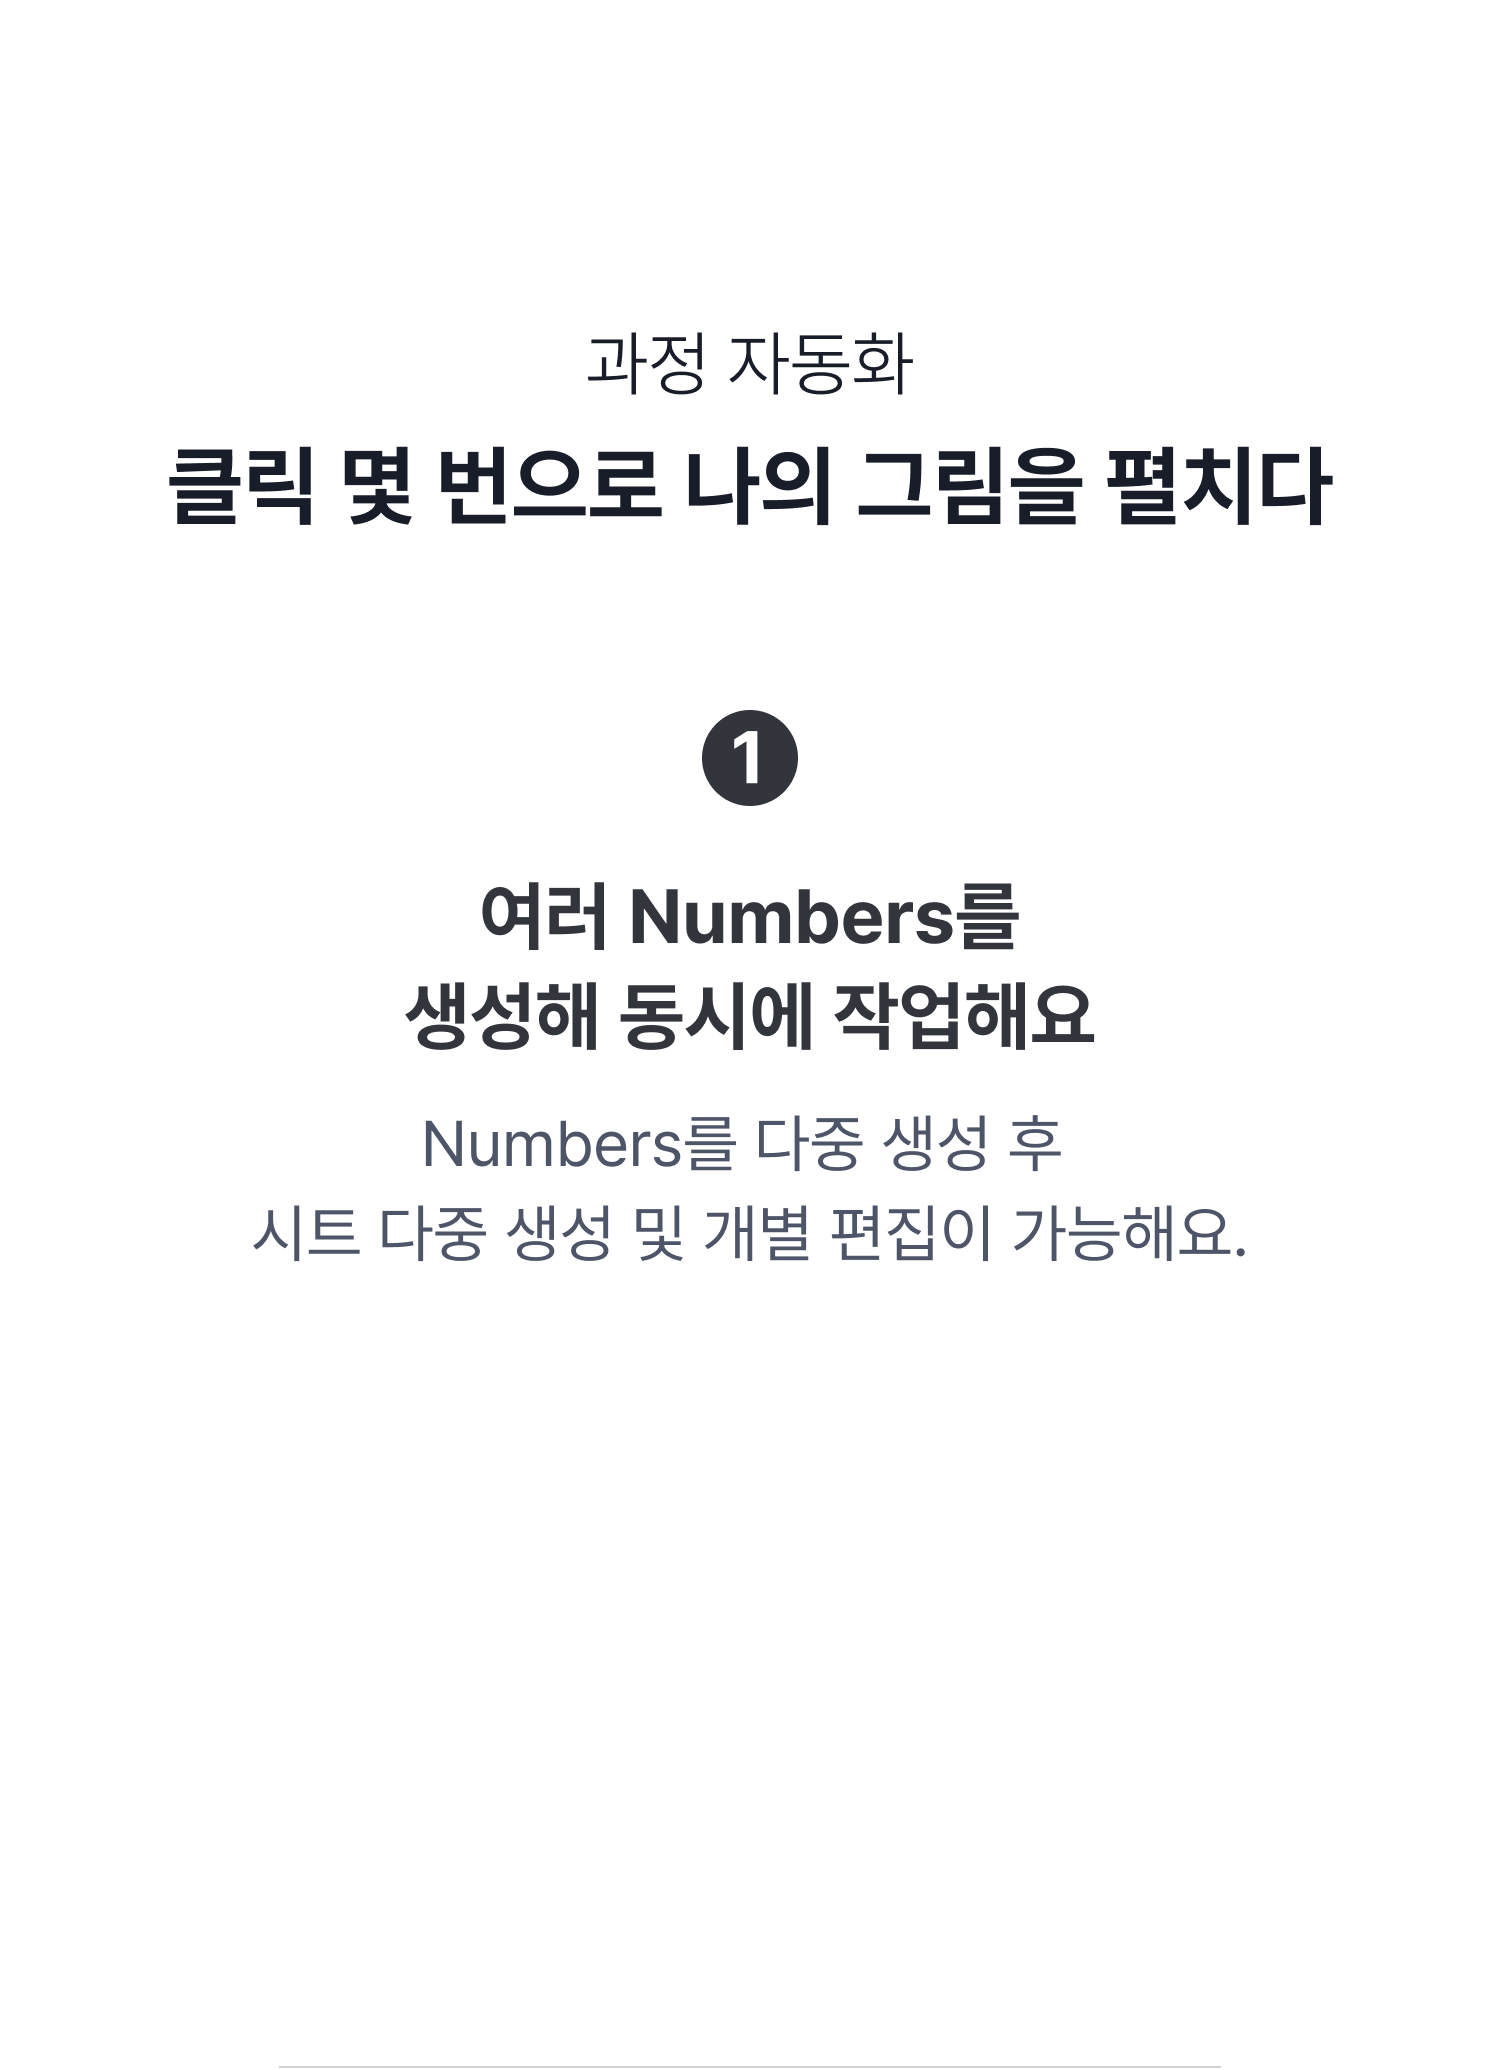 과정 자동화
클릭 몇 번으로 나의 그림을 펼치다
1
여러 Numbers를
생성해 동시에 작업해요
Numbers를 다중 생성 후
시트 다중 생성 및 개별 편집이 가능해요.